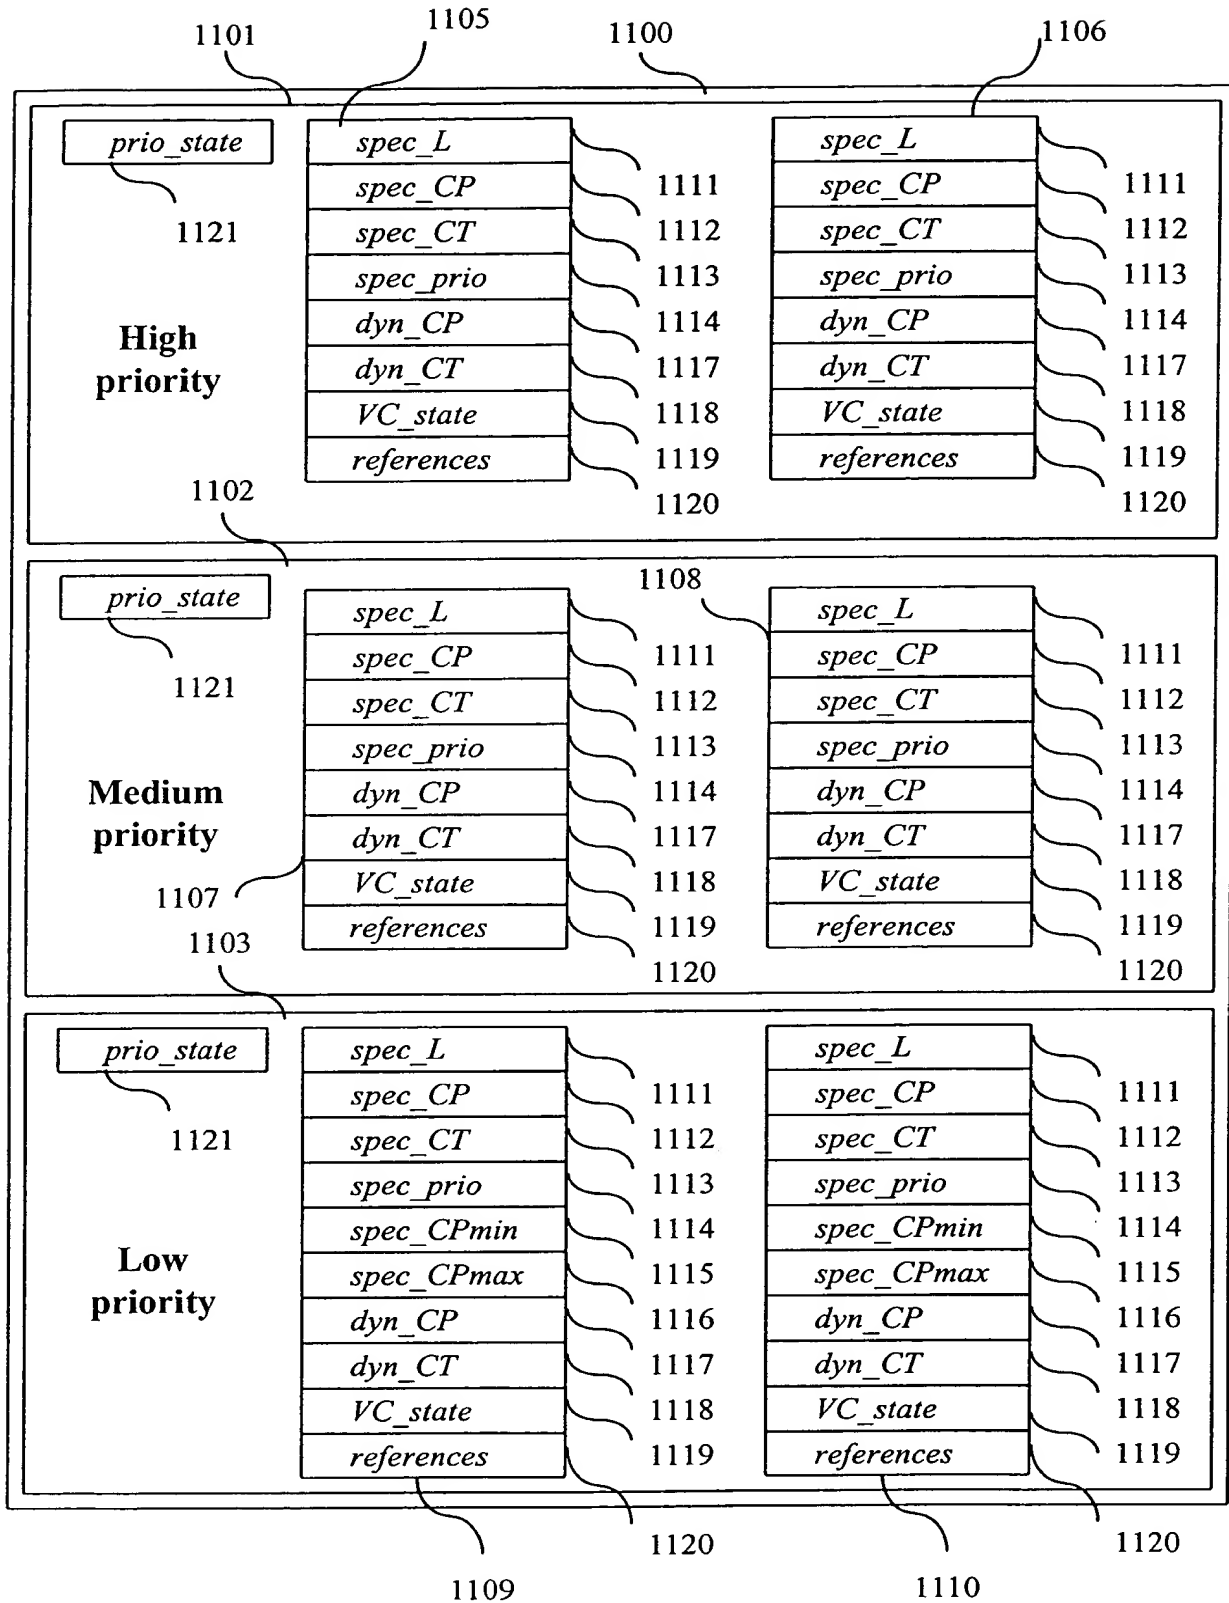 1105
1101
1100
1106
prio_state
1121
High
priority
spec_L
spec_CP
spec_CT
spec_prio
dyn_CP
dyn_CT
VC_state
references
1111
1112
1113
1114
1117
1118
1119
1120
spec_L
spec_CP
spec_CT
spec_prio
dyn_CP
dyn_CT
VC_state
references
1111
1112
1113
1114
1117
1118
1119
1120
1102
prio_state
1121
Medium
priority
1107
spec_L
spec_CP
spec_CT
spec_prio
dyn_CP
dyn_CT
VC_state
references
1111
1112
1113
1114
1117
1118
1119
1120
1108
spec_L
spec_CP
spec_CT
spec_prio
dyn_CP
dyn_CT
VC_state
references
1111
1112
1113
1114
1117
1118
1119
1120
1103
prio_state
1121
Low
priority
spec_L
spec_CP
spec_CT
spec_prio
spec_CPmin
spec_CPmax
dyn_CP
dyn_CT
VC_state
references
1111
1112
1113
1114
1115
1116
1117
1118
1119
1120
1109
spec_L
spec_CP
spec_CT
spec_prio
spec_CPmin
spec_CPmax
dyn_CP
dyn_CT
VC_state
references
1111
1112
1113
1114
1115
1116
1117
1118
1119
1120
1110